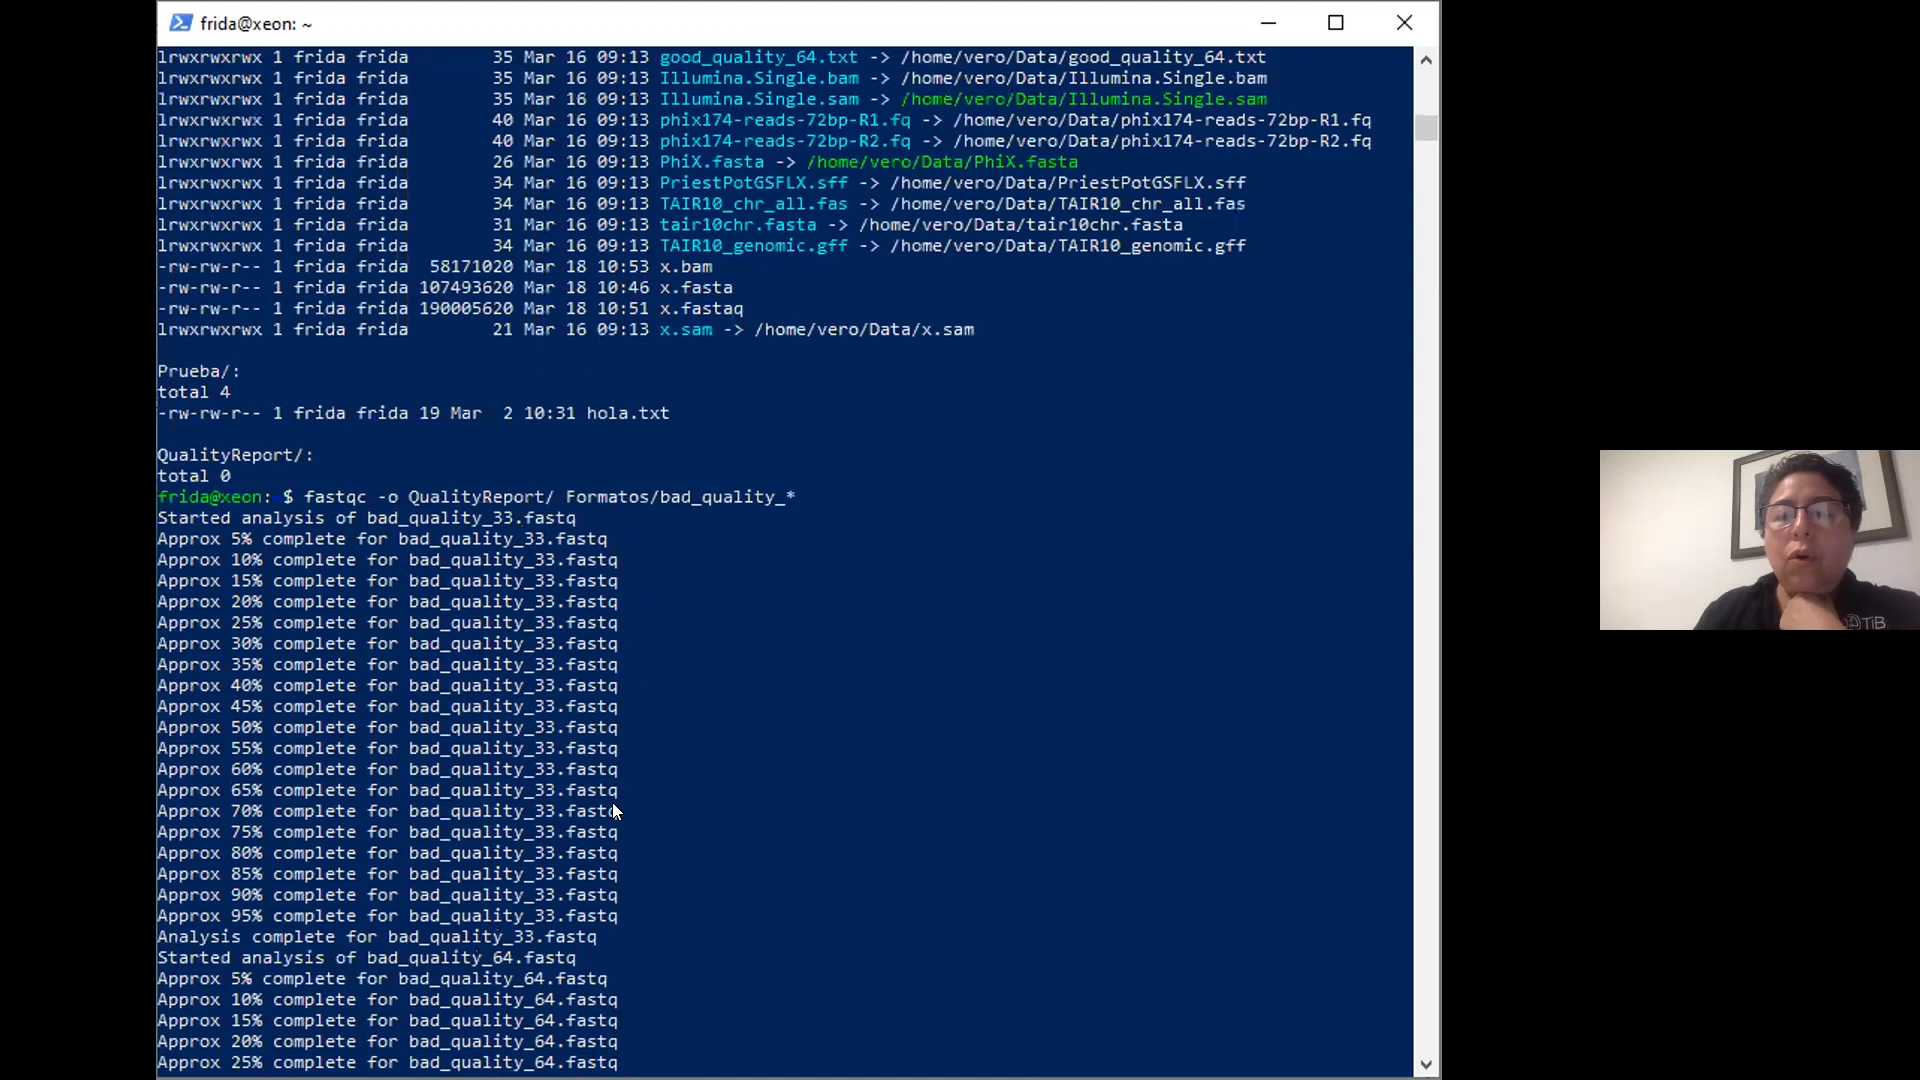 frida@xeon: ~
lrwxrwxrwx 1 frida frida        35 Mar 16 09:13 good_quality_64.txt -> /home/vero/Data/good_quality_64.txt
lrwxrwxrwx 1 frida frida        35 Mar 16 09:13 Illumina.Single.bam -> /home/vero/Data/Illumina.Single.bam
lrwxrwxrwx 1 frida frida        35 Mar 16 09:13 Illumina.Single.sam -> /home/vero/Data/Illumina.Single.sam
lrwxrwxrwx 1 frida frida        40 Mar 16 09:13 phix174-reads-72bp-R1.fq -> /home/vero/Data/phix174-reads-72bp-R1.fq
lrwxrwxrwx 1 frida frida        40 Mar 16 09:13 phix174-reads-72bp-R2.fq -> /home/vero/Data/phix174-reads-72bp-R2.fq
lrwxrwxrwx 1 frida frida        26 Mar 16 09:13 PhiX.fasta -> /home/vero/Data/PhiX.fasta
lrwxrwxrwx 1 frida frida        34 Mar 16 09:13 PriestPotGSFLX.sff -> /home/vero/Data/PriestPotGSFLX.sff
lrwxrwxrwx 1 frida frida        34 Mar 16 09:13 TAIR10_chr_all.fas -> /home/vero/Data/TAIR10_chr_all.fas
lrwxrwxrwx 1 frida frida        31 Mar 16 09:13 tair10chr.fasta -> /home/vero/Data/tair10chr.fasta
lrwxrwxrwx 1 frida frida        34 Mar 16 09:13 TAIR10_genomic.gff -> /home/vero/Data/TAIR10_genomic.gff
-rw-rw-r-- 1 frida frida  58171020 Mar 18 10:53 x.bam
-rw-rw-r-- 1 frida frida 107493620 Mar 18 10:46 x.fasta
-rw-rw-r-- 1 frida frida 190005620 Mar 18 10:51 x.fastaq
lrwxrwxrwx 1 frida frida        21 Mar 16 09:13 x.sam -> /home/vero/Data/x.sam
Prueba/:
total 4
-rw-rw-r-- 1 frida frida 19 Mar  2 10:31 hola.txt
QualityReport/:
total 0
frida@xeon:~$ fastqc -o QualityReport/ Formatos/bad_quality_*
Started analysis of bad_quality_33.fastq
Approx 5% complete for bad_quality_33.fastq
Approx 10% complete for bad_quality_33.fastq
Approx 15% complete for bad_quality_33.fastq
Approx 20% complete for bad_quality_33.fastq
Approx 25% complete for bad_quality_33.fastq
Approx 30% complete for bad_quality_33.fastq
Approx 35% complete for bad_quality_33.fastq
Approx 40% complete for bad_quality_33.fastq
Approx 45% complete for bad_quality_33.fastq
Approx 50% complete for bad_quality_33.fastq
Approx 55% complete for bad_quality_33.fastq
Approx 60% complete for bad_quality_33.fastq
Approx 65% complete for bad_quality_33.fastq
Approx 70% complete for bad_quality_33.fastq
Approx 75% complete for bad_quality_33.fastq
Approx 80% complete for bad_quality_33.fastq
Approx 85% complete for bad_quality_33.fastq
Approx 90% complete for bad_quality_33.fastq
Approx 95% complete for bad_quality_33.fastq
Analysis complete for bad_quality_33.fastq
Started analysis of bad_quality_64.fastq
Approx 5% complete for bad_quality_64.fastq
Approx 10% complete for bad_quality_64.fastq
Approx 15% complete for bad_quality_64.fastq
Approx 20% complete for bad_quality_64.fastq
Approx 25% complete for bad_quality_64.fastq
TiB